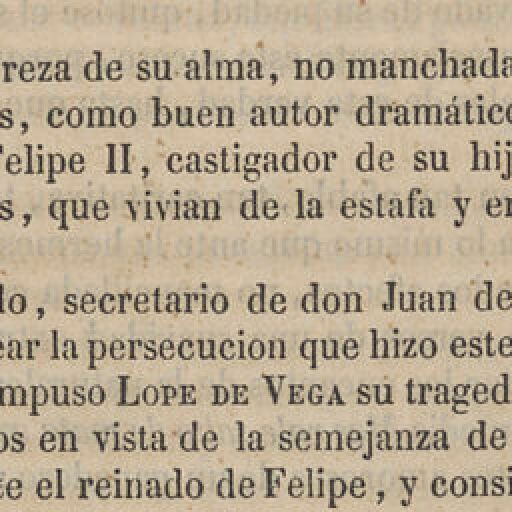 reza de su alma, no manchada
s, como buen autor dramático
Felipe II, castigador de su hij
s, que vivian de la estafa y en
do, secretario de don Juan de
ear la persecucion que hizo este
mpuso LOPE DE VEGA su traged
os en vista de la semejanza de
te el reinado de Felipe, y consi